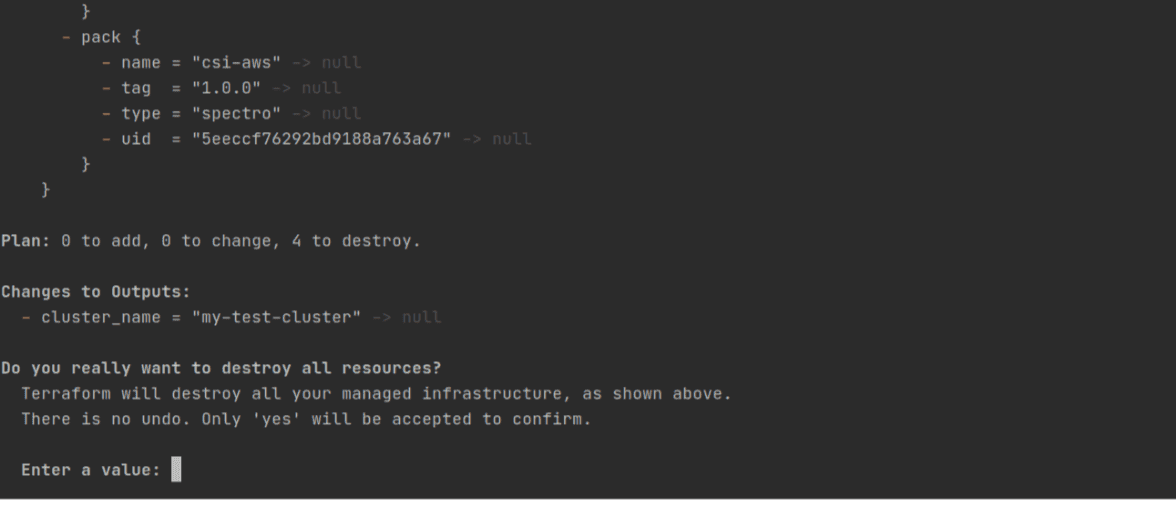 }
- pack {
- name = "csi-aws" -> null
- tag  = "1.0.0" -> null
- type = "spectro" -> null
- uid  = "5eeccf76292bd9188a763a67" -> null
}
}
Plan: 0 to add, 0 to change, 4 to destroy.
Changes to Outputs:
- cluster_name = "my-test-cluster" -> null
Do you really want to destroy all resources?
Terraform will destroy all your managed infrastructure, as shown above.
There is no undo. Only 'yes' will be accepted to confirm.
Enter a value: